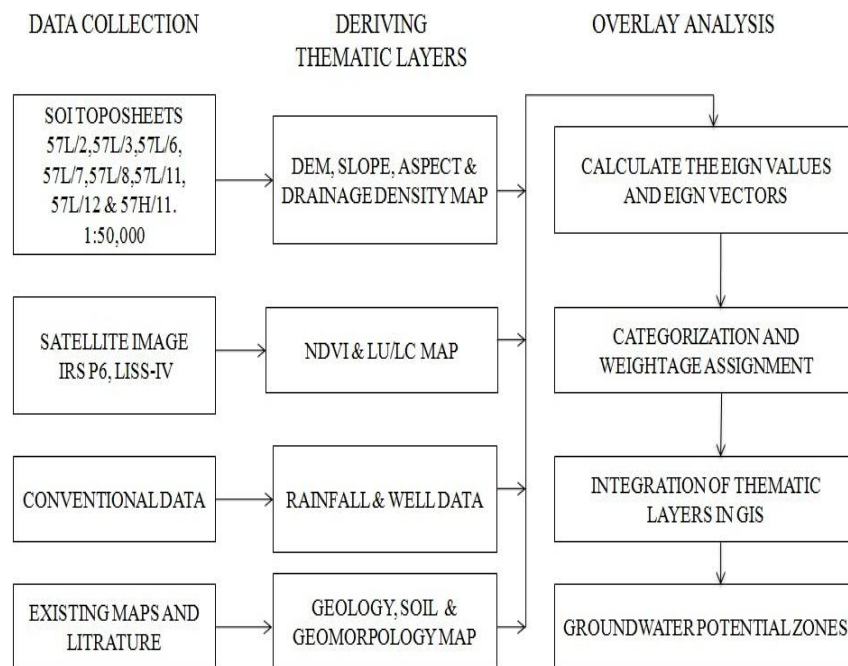 DATA COLLECTION
DERIVING
THEMATIC LAYERS
OVERLAY ANALYSIS
SOI TOPOSHEETS
57L/2,57L/3,57L/6,
57L/7,57L/8,57L/11,
57L/12 & 57H/11.
1:50,000
DEM, SLOPE, ASPECT &
DRAINAGE DENSITY MAP
CALCULATE THE EIGN VALUES
AND EIGN VECTORS
SATELLITE IMAGE
IRS P6, LISS-IV
NDVI & LU/LC MAP
CATEGORIZATION AND
WEIGHTAGE ASSIGNMENT
CONVENTIONAL DATA
RAINFALL & WELL DATA
INTEGRATION OF THEMATIC
LAYERS IN GIS
EXISTING MAPS AND
LITRATURE
GEOLOGY, SOIL &
GEOMORPOLOGY MAP
GROUNDWATER POTENTIAL ZONES